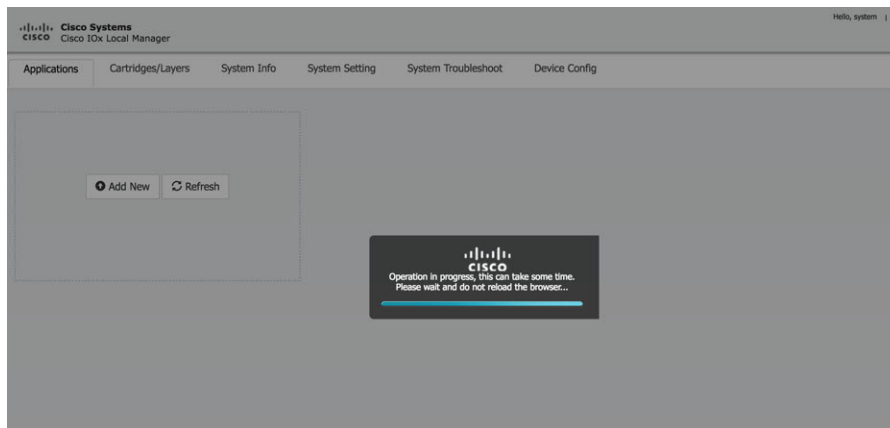 Hello, system |
Cisco Systems
CISCO Cisco IOx Local Manager
Applications Cartridges/Layers System Info System Setting System Troubleshoot Device Config
Add New Refresh
CISCO
Operation in progress, this can take some time.
Please wait and do not reload the browser...